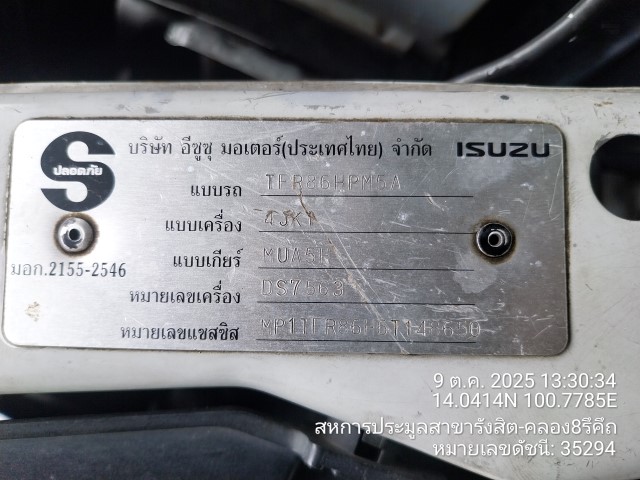 บริษัท อีซูซุ มอเตอร์(ประเทศไทย) จำกัด ISUZU
S ปลอดภัย
แบบรถ TFR86HPM5A
แบบเครื่อง 4JK1
แบบเกียร์
มอก.2155-2546
หมายเลขเครื่อง DS7563
หมายเลขแชสซิส
9 ต.ค. 2025 13:30:34
14.0414N 100.7785E
สหการประมูลสาขารังสิต-คลอง8รีคีถ
หมายเลขดัชนี: 35294